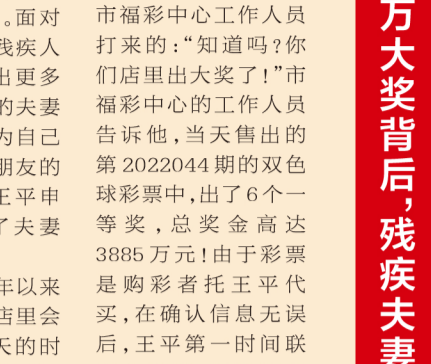 。面对
残疾人
出更多
的夫妻
为自己
朋友的
王平申
了夫妻
年以来
店里会
天的时
市福彩中心工作人员
打来的:“知道吗?你
们店里出大奖了!”市
福彩中心的工作人员
告诉他,当天售出的
第2022044期的双色
球彩票中,出了6个一
等奖,总奖金高达
3885万元!由于彩票
是购彩者托王平代
买,在确认信息无误
后,王平第一时间联
万大奖背后,残疾夫妻